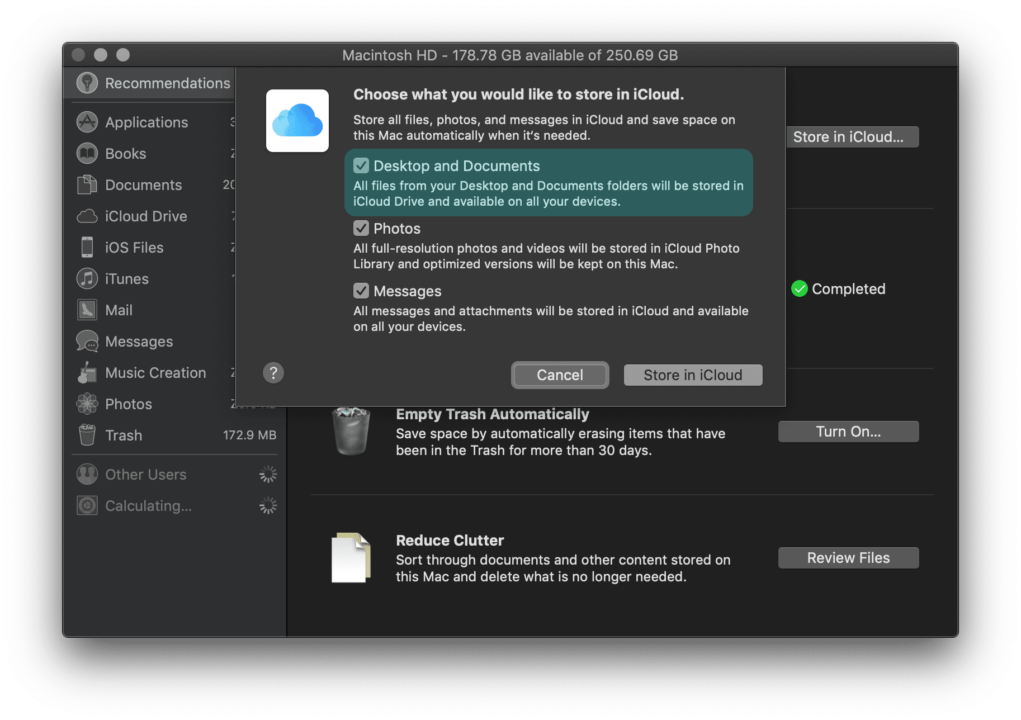 Macintosh HD - 178.78 GB available of 250.69 GB
Recommendations
Applications
Books
Documents
iCloud Drive
iOS Files
iTunes
Mail
Messages
Music Creation
Photos
Trash 172.9 MB
Other Users
Calculating...
Choose what you would like to store in iCloud.
Store all files, photos, and messages in iCloud and save space on
this Mac automatically when it's needed.
Desktop and Documents
All files from your Desktop and Documents folders will be stored in
iCloud Drive and available on all your devices.
Photos
All full-resolution photos and videos will be stored in iCloud Photo
Library and optimized versions will be kept on this Mac.
Messages
All messages and attachments will be stored in iCloud and available
on all your devices.
?
Cancel
Store in iCloud
Store in iCloud...
Completed
Empty Trash Automatically
Save space by automatically erasing items that have
been in the Trash for more than 30 days.
Turn On...
Reduce Clutter
Sort through documents and other content stored on
this Mac and delete what is no longer needed.
Review Files